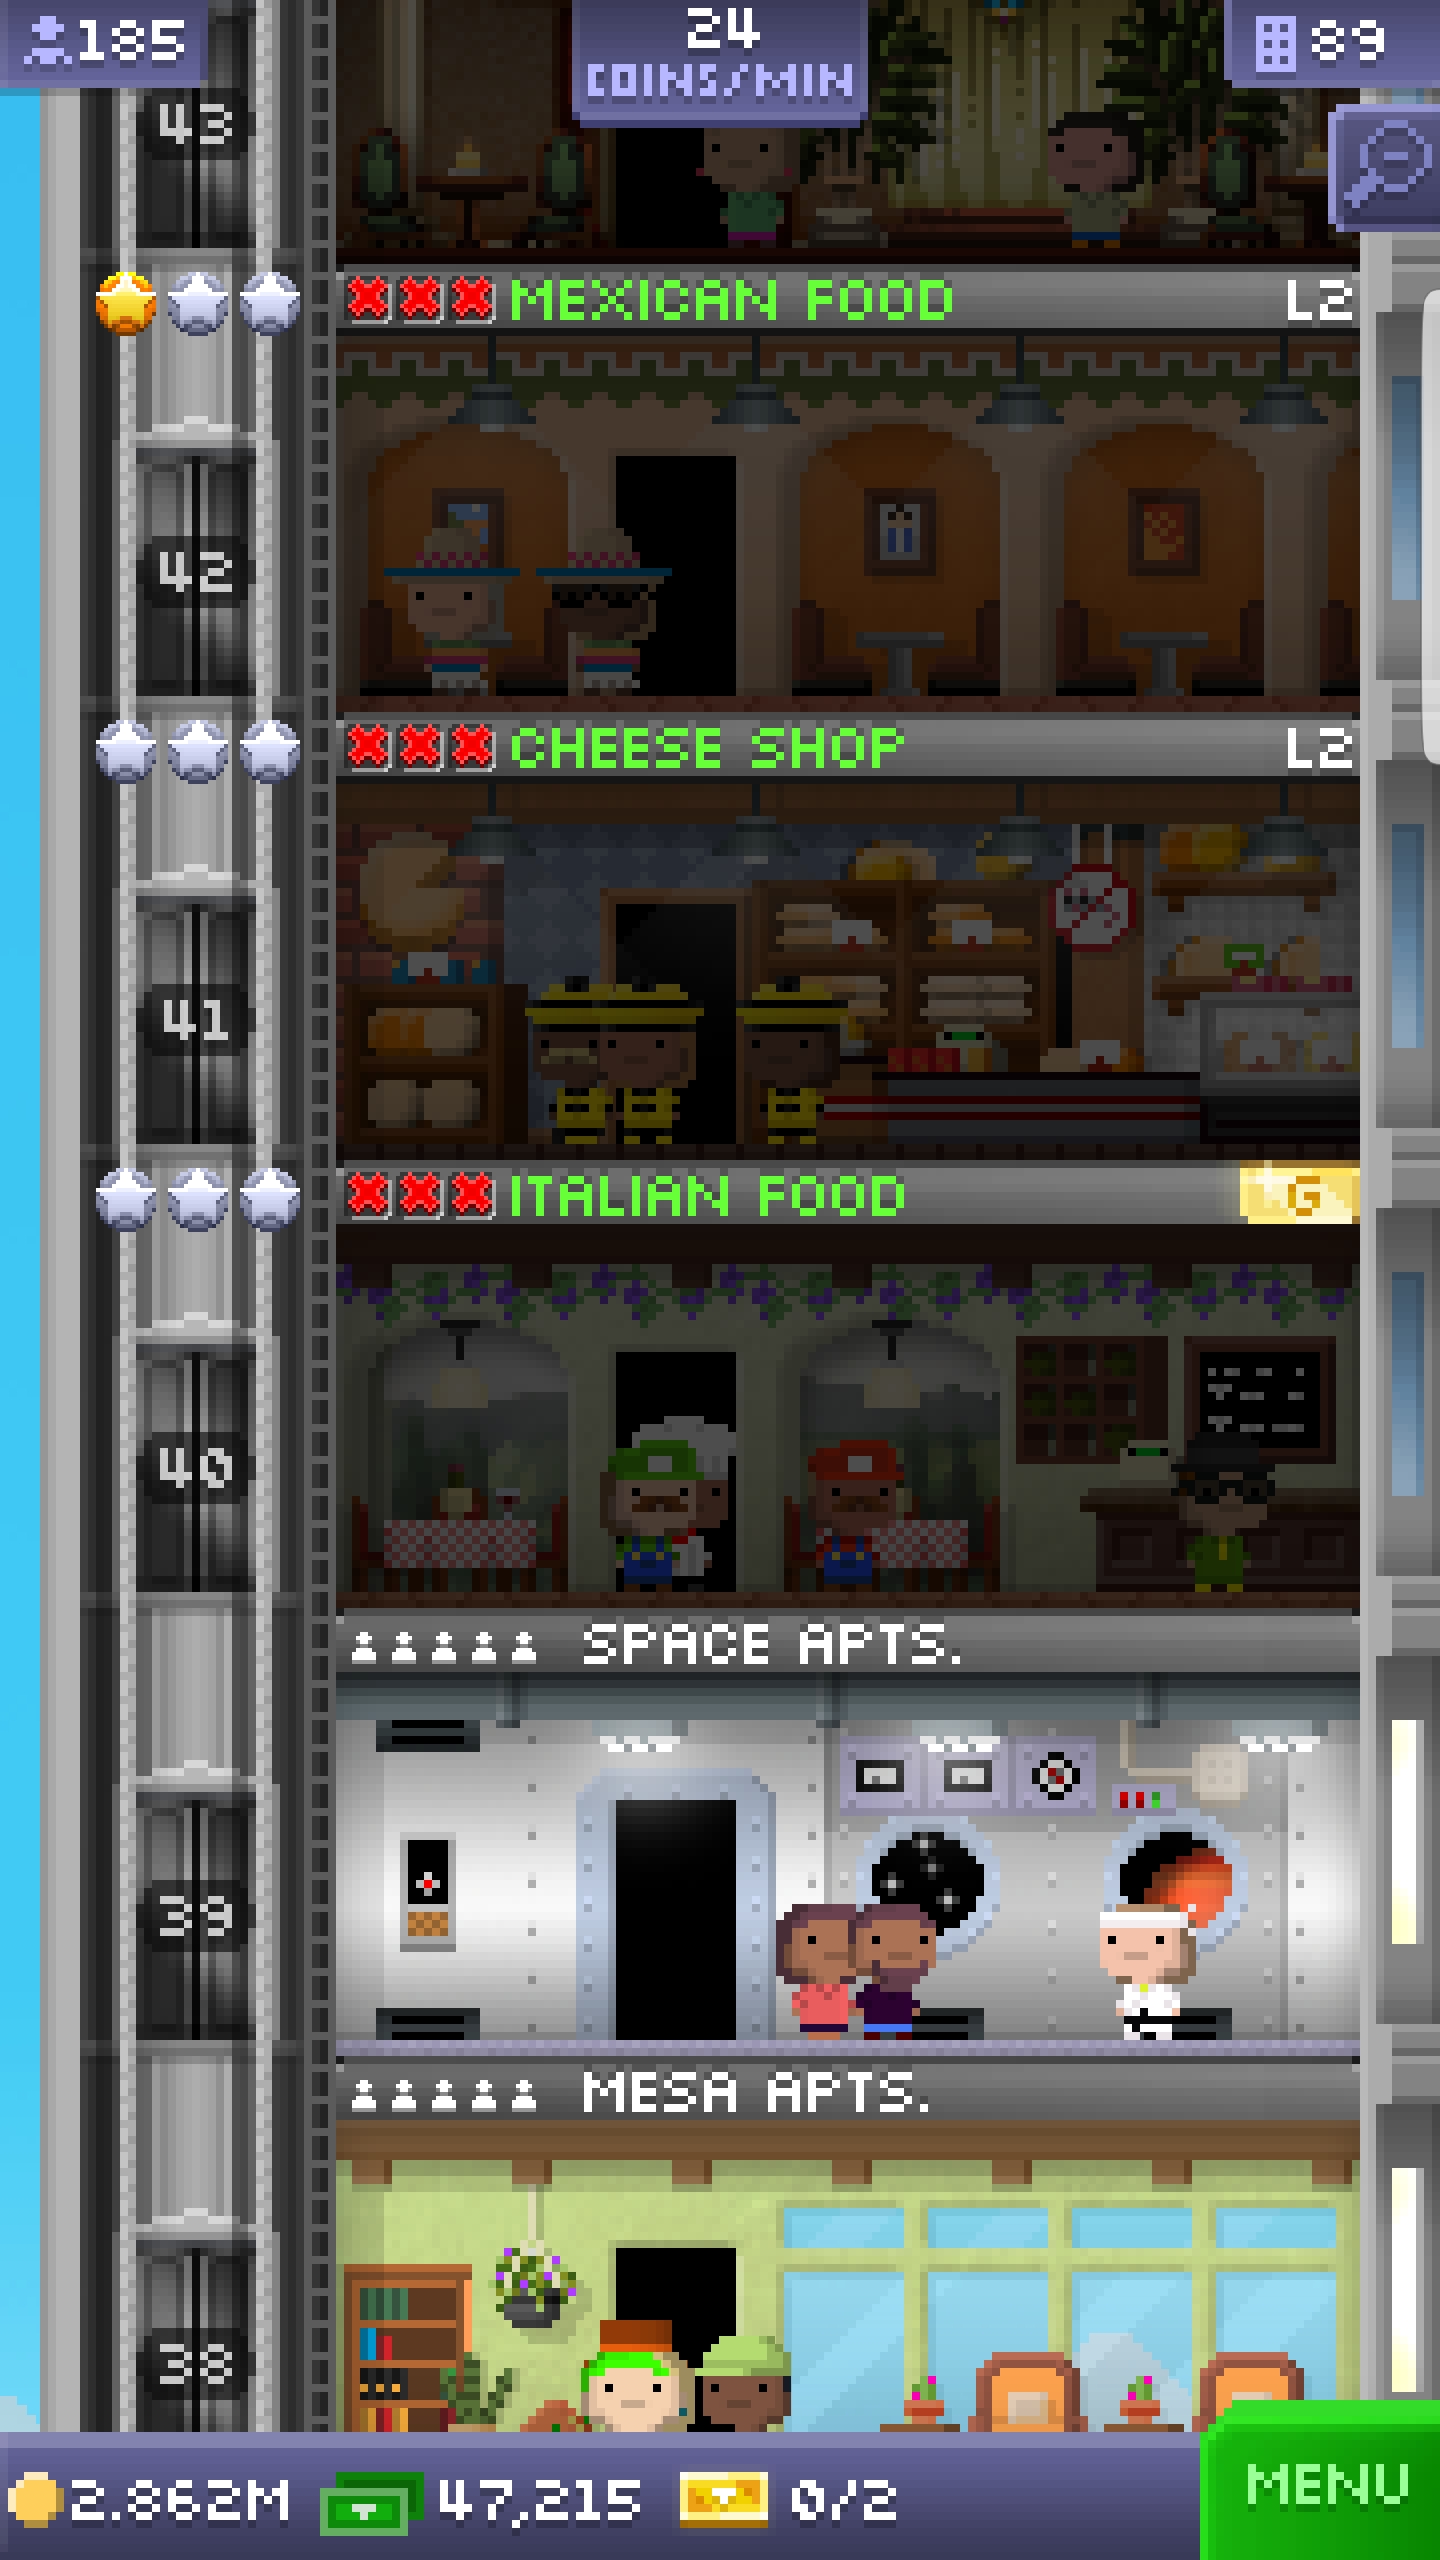 185
24
COINS/MIN
89
43
MEXICAN FOOD L2
42
CHEESE SHOP L2
41
ITALIAN FOOD G
40
SPACE APTS.
39
MESA APTS.
38
2.862M 47,215 0/2
MENU